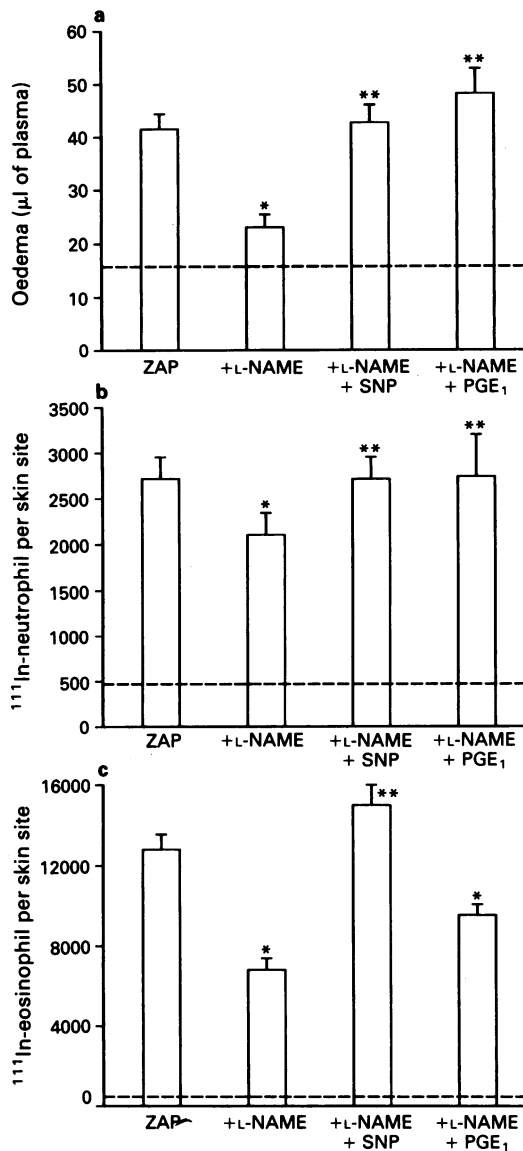 a
Oedema (μl of plasma)
60
50
40
30
20
10
0
*
**
**
ZAP
+L-NAME
+L-NAME
+ SNP
+L-NAME
+ PGE₁
b
¹¹¹In-neutrophil per skin site
3500
3000
2500
2000
1500
1000
500
0
*
**
**
ZAP
+L-NAME
+L-NAME
+ SNP
+L-NAME
+ PGE₁
c
¹¹¹In-eosinophil per skin site
16000
12000
8000
4000
0
*
**
*
ZAP
+L-NAME
+L-NAME
+ SNP
+L-NAME
+ PGE₁